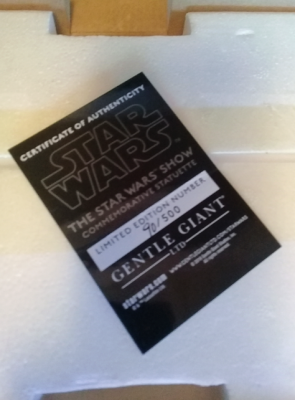 CERTIFICATE OF AUTHENTICITY
STAR
WARS
THE STAR WARS SHOW
COMMEMORATIVE STATUETTE
LIMITED EDITION NUMBER
90/500
GENTLE GIANT
LTD
starwars.com